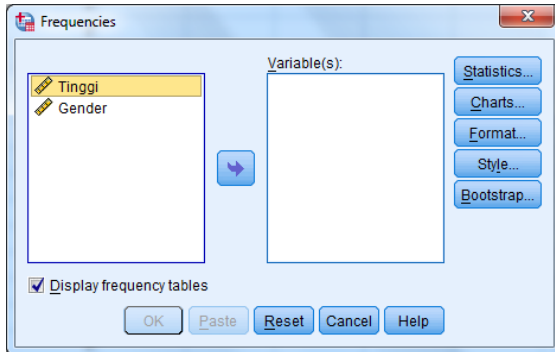 Frequencies
Variable(s):
Tinggi
Gender
Statistics...
Charts...
Format...
Style...
Bootstrap...
Display frequency tables
OK Paste Reset Cancel Help